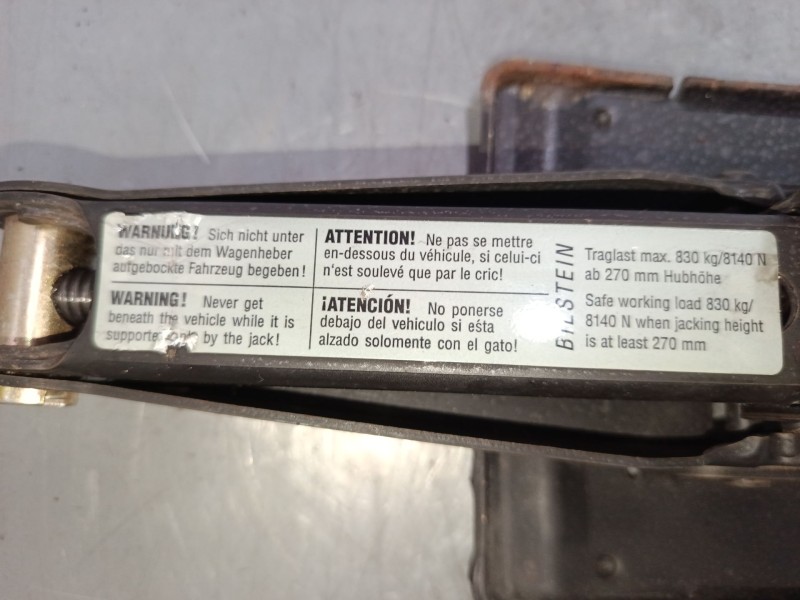 WARNUNG! Sich nicht unter
das nur mit dem Wagenheber
aufgebockte Fahrzeug begeben!
WARNING! Never get
beneath the vehicle while it is
supported only by the jack!
ATTENTION! Ne pas se mettre
en-dessous du véhicule, si celui-ci
n'est soulevé que par le cric!
¡ATENCIÓN! No ponerse
debajo del vehiculo si esta
alzado solomente con el gato!
BILSTEIN
Traglast max. 830 kg/8140 N
ab 270 mm Hubhöhe
Safe working load 830 kg/
8140 N when jacking height
is at least 270 mm